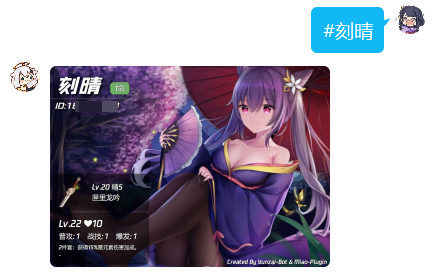 #刻晴
刻晴
ID:1
Lv.20 精5
匣里龙吟
Lv.22 ❤10
普攻:1 战技:1 爆发:1
2件套: 获得15%雷元素伤害加成。
Created By Yunzai-Bot & Miao-Plugin